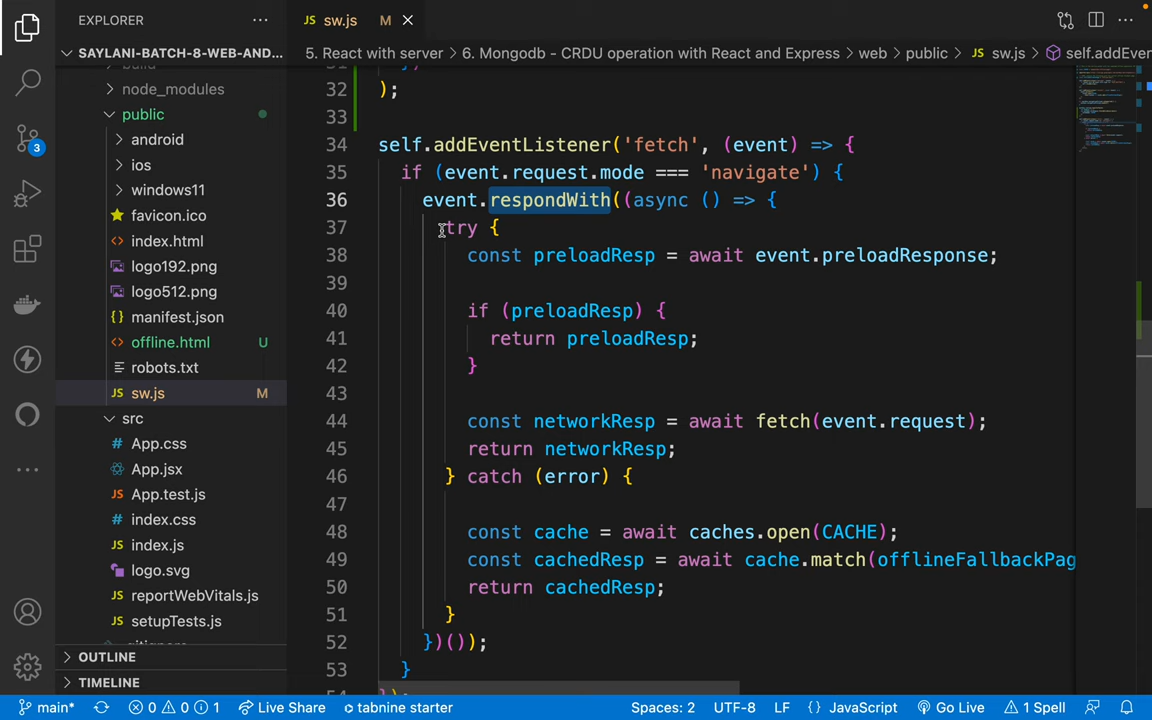 EXPLORER
sw.js M
SAYLANI-BATCH-8-WEB-AND...
5. React with server > 6. Mongodb - CRDU operation with React and Express > web > public > JS sw.js > self.addEver
node_modules
public
android
ios
windows11
favicon.ico
index.html
logo192.png
logo512.png
manifest.json
offline.html U
robots.txt
JS sw.js M
src
App.css
App.jsx
App.test.js
index.css
index.js
logo.svg
reportWebVitals.js
setupTests.js
OUTLINE
TIMELINE
3
32 );
33
34 self.addEventListener('fetch', (event) => {
35 if (event.request.mode === 'navigate') {
36 event.respondWith((async () => {
37 try {
38 const preloadResp = await event.preloadResponse;
39
40 if (preloadResp) {
41 return preloadResp;
42 }
43
44 const networkResp = await fetch(event.request);
45 return networkResp;
46 } catch (error) {
47
48 const cache = await caches.open(CACHE);
49 const cachedResp = await cache.match(offlineFallbackPag
50 return cachedResp;
51 }
52 })());
53 }
main* 0 0 1 Live Share tabnine starter Spaces: 2 UTF-8 LF {} JavaScript Go Live 1 Spell